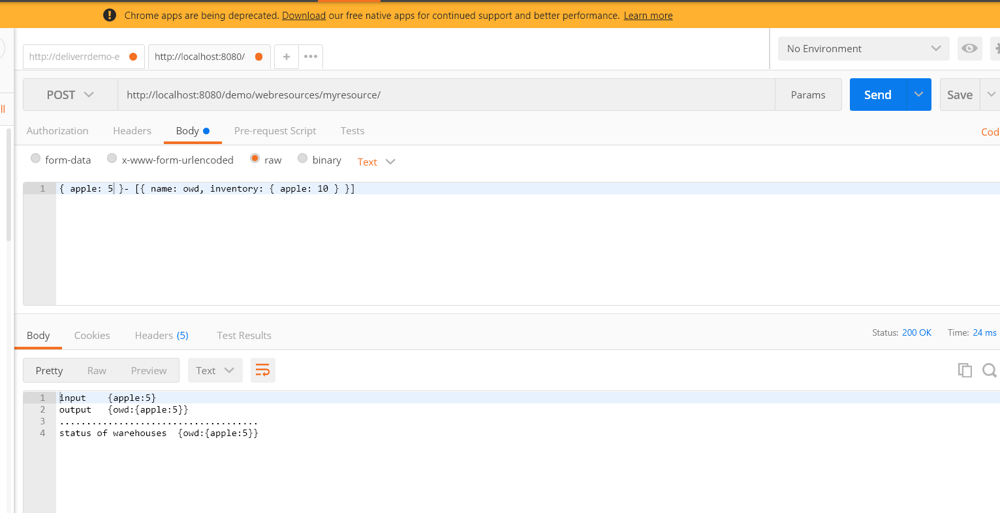 Chrome apps are being deprecated. Download our free native apps for continued support and better performance. Learn more
http://deliverrdemo-e
http://localhost:8080/
+
No Environment
POST
http://localhost:8080/demo/webresources/myresource/
Params
Send
Save
Authorization
Headers
Body
Pre-request Script
Tests
Cod
form-data
x-www-form-urlencoded
raw
binary
Text
1 { apple: 5 }- [{ name: owd, inventory: { apple: 10 } }]
Body
Cookies
Headers (5)
Test Results
Status: 200 OK
Time: 24 ms
Pretty
Raw
Preview
Text
1 input {apple:5}
2 output {owd:{apple:5}}
3 .....................................
4 status of warehouses {owd:{apple:5}}